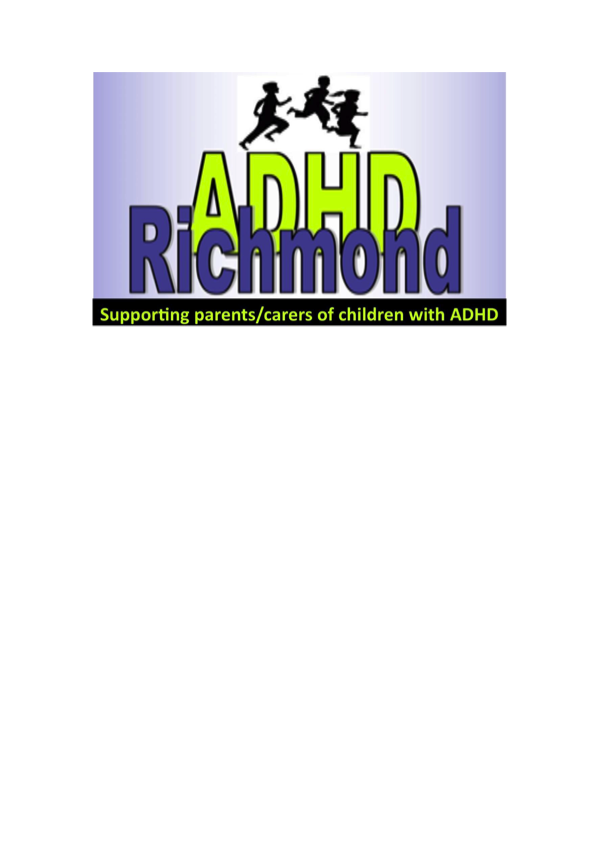 ADHD
Richmond
Supporting parents/carers of children with ADHD